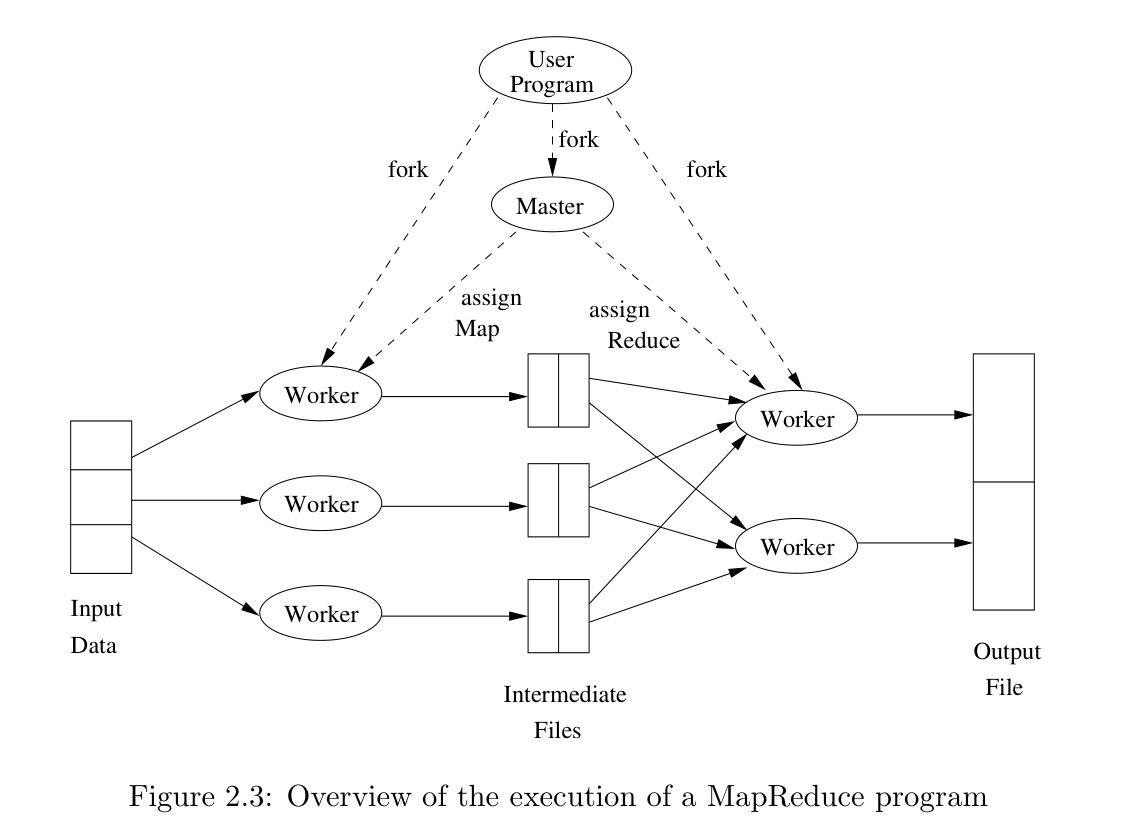 User
Program
fork
fork
fork
Master
assign
Map
assign
Reduce
Worker
Worker
Worker
Worker
Worker
Input
Data
Intermediate
Files
Output
File
Figure 2.3: Overview of the execution of a MapReduce program